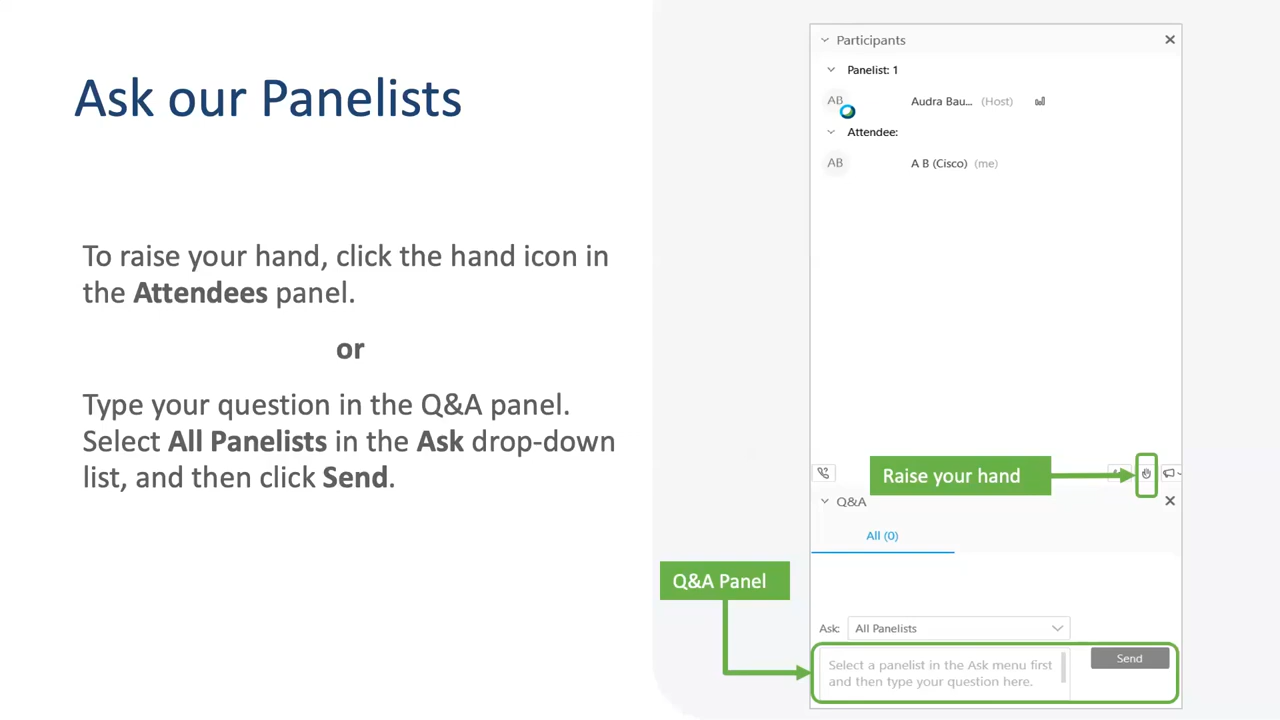 Ask our Panelists
To raise your hand, click the hand icon in
the Attendees panel.
or
Type your question in the Q&A panel.
Select All Panelists in the Ask drop-down
list, and then click Send.
Participants
Panelist: 1
AB Audra Bau... (Host)
Attendee:
AB A B (Cisco) (me)
Raise your hand
Q&A
All (0)
Q&A Panel
Ask: All Panelists
Select a panelist in the Ask menu first
and then type your question here.
Send